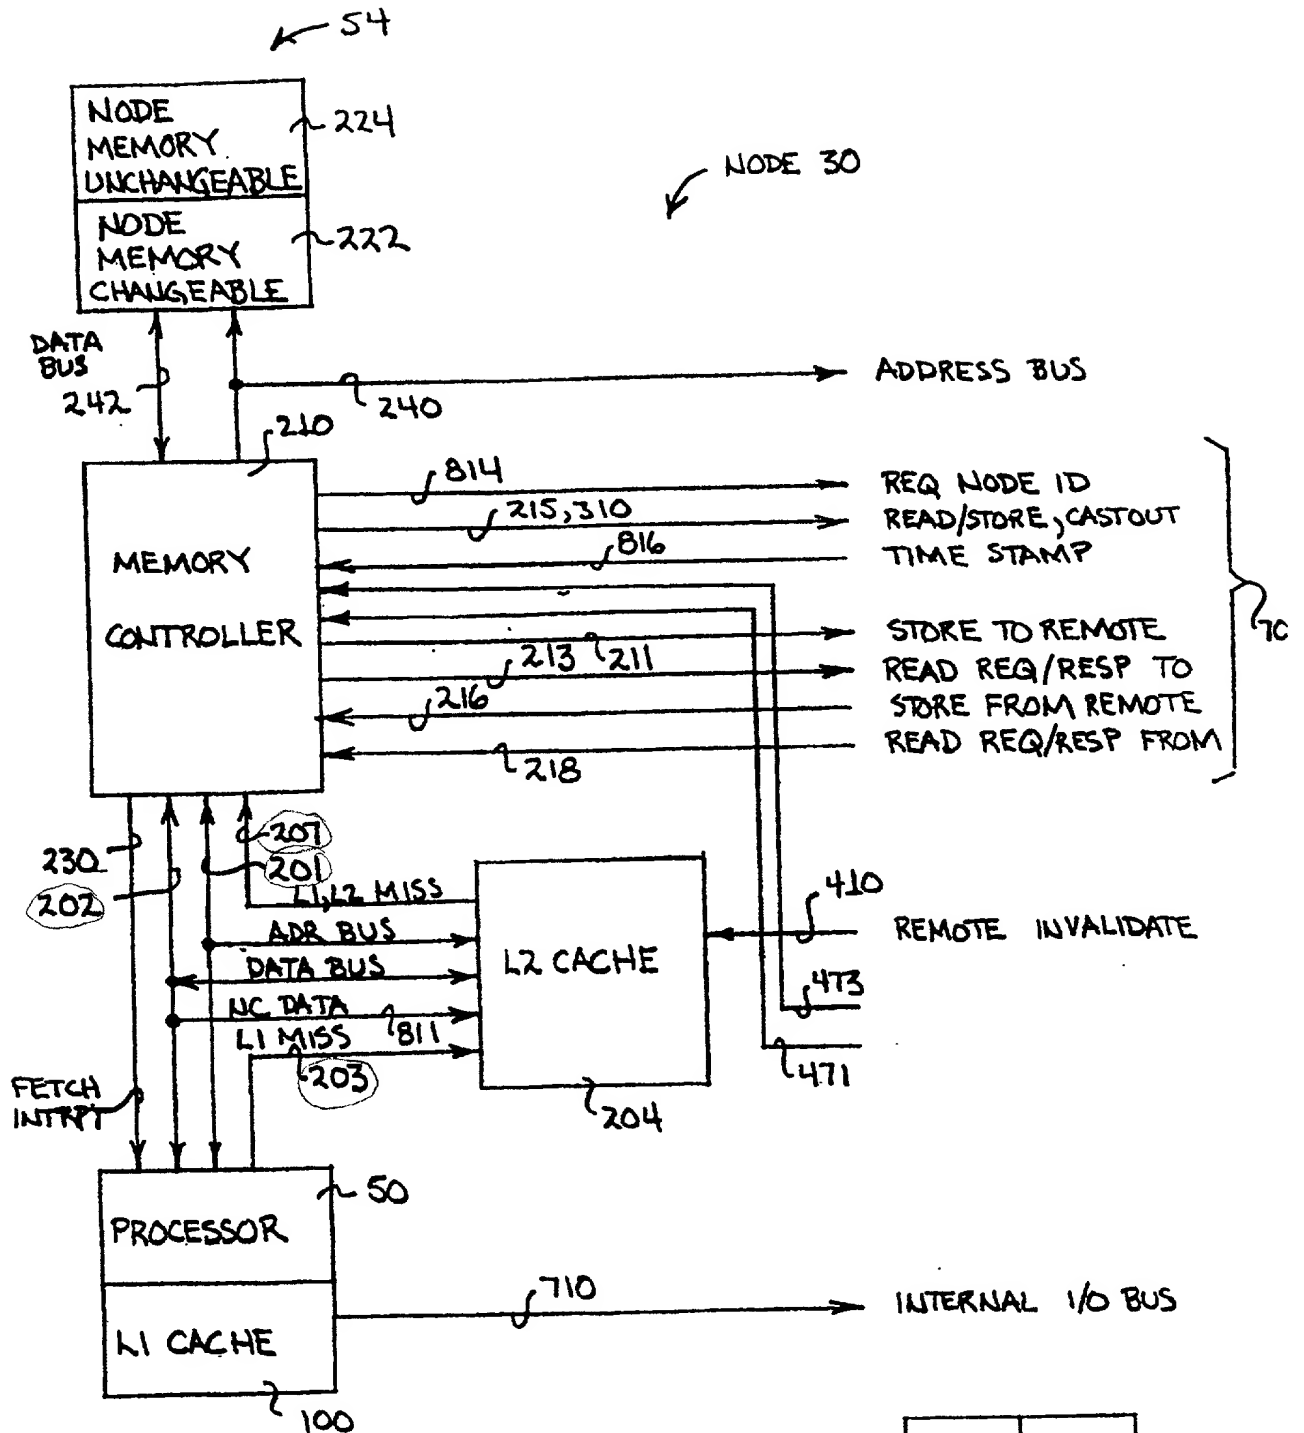 54
NODE
MEMORY
UNCHANGEABLE
224
NODE 30
NODE
MEMORY
CHANGEABLE
222
DATA
BUS
242
240
ADDRESS BUS
210
MEMORY
CONTROLLER
814
REQ NODE ID
215,310
READ/STORE, CASTOUT
816
TIME STAMP
70
211
STORE TO REMOTE
213
READ REQ/RESP TO
216
STORE FROM REMOTE
218
READ REQ/RESP FROM
230
202
207
201
L1,L2 MISS
ADR BUS
DATA BUS
NC DATA
811
L1 MISS
203
L2 CACHE
204
410
REMOTE INVALIDATE
473
471
FETCH
INTRPT
PROCESSOR
50
L1 CACHE
100
710
INTERNAL I/O BUS